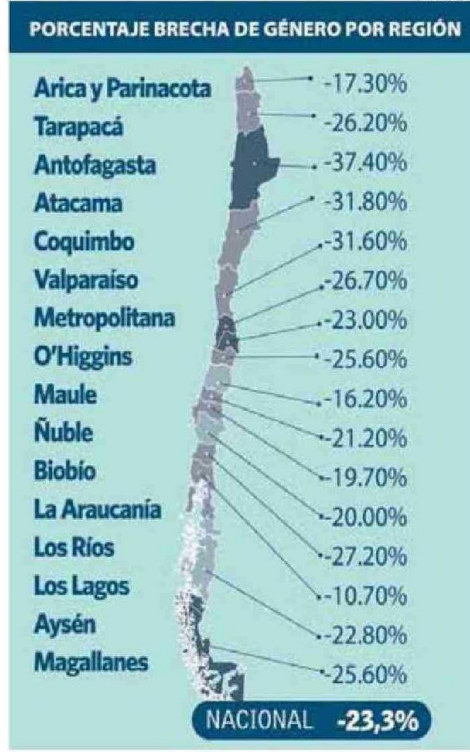 PORCENTAJE BRECHA DE GÉNERO POR REGIÓN
Arica y Parinacota -17.30%
Tarapacá -26.20%
Antofagasta -37.40%
Atacama -31.80%
Coquimbo -31.60%
Valparaíso -26.70%
Metropolitana -23.00%
O'Higgins -25.60%
Maule -16.20%
Ñuble -21.20%
Biobío -19.70%
La Araucanía -20.00%
Los Ríos -27.20%
Los Lagos -10.70%
Aysén -22.80%
Magallanes -25.60%
NACIONAL -23,3%